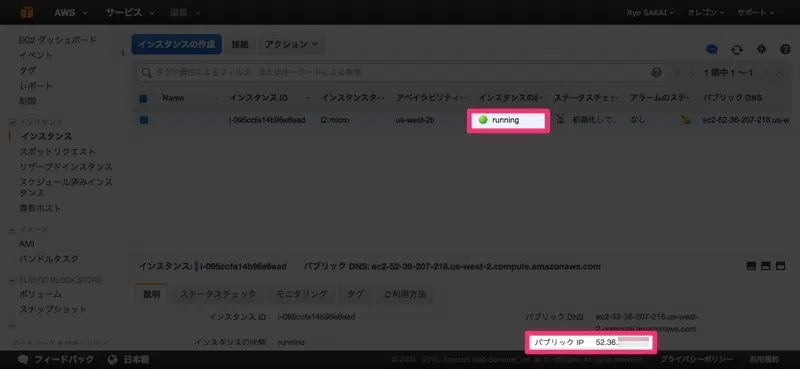 AWS サービス 編集 Ryo SAKAI オレゴン サポート
EC2 ダッシュボード
イベント
タグ
レポート
制限
インスタンス
インスタンス
スポットリクエスト
リザーブドインスタンス
スケジュール済みインスタンス
専有ホスト
イメージ
AMI
バンドルタスク
ELASTIC BLOCK STORE
ボリューム
スナップショット
インスタンスの作成 接続 アクション
タグや属性によるフィルタ、またはキーワードによる検索 1 個中 1 ~ 1
Name インスタンス ID インスタンスター アベイラビリティ インスタンスの状 ステータスチェ アラームのステ パブリック DNS
i-095ccfa14b96e6ead t2.micro us-west-2b running 初期化して... なし ec2-52-36-207-218.us-w
インスタンス: i-095ccfa14b96e6ead パブリック DNS: ec2-52-36-207-218.us-west-2.compute.amazonaws.com
説明 ステータスチェック モニタリング タグ ご利用方法
インスタンス ID i-095ccfa14b96e6ead パブリック DNS ec2-52-36-207-218.us-west-
2.compute.amazonaws.com
インスタンスの状態 running パブリック IP 52.36.
フィードバック 日本語 プライバシーポリシー 利用規約